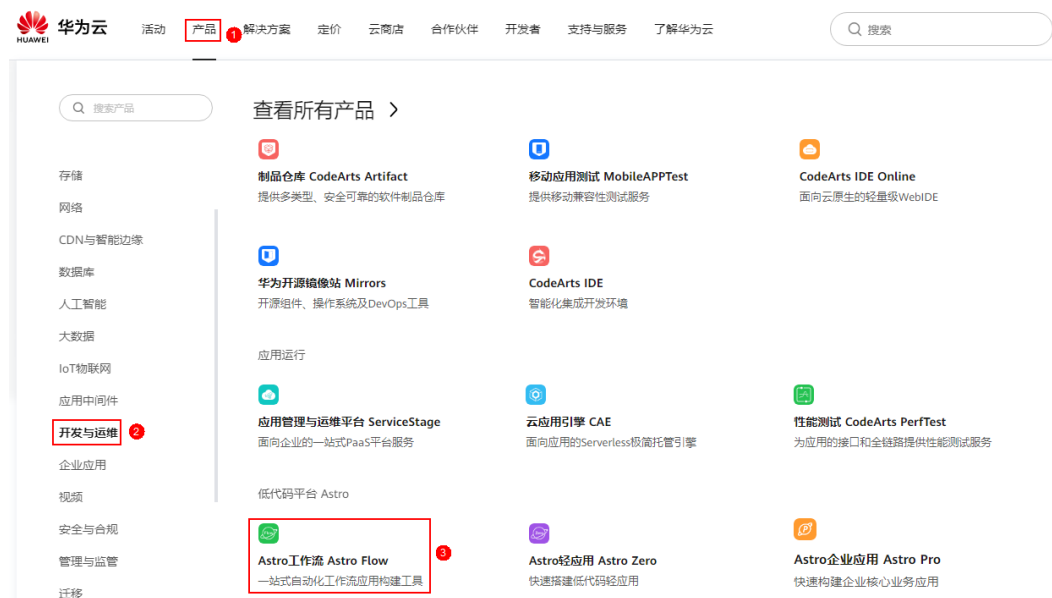 HUAWEI 华为云 活动 产品 1 解决方案 定价 云商店 合作伙伴 开发者 支持与服务 了解华为云 搜索
搜索产品
存储
网络
CDN与智能边缘
数据库
人工智能
大数据
IoT物联网
应用中间件
开发与运维 2
企业应用
视频
安全与合规
管理与监管
迁移
查看所有产品 >
制品仓库 CodeArts Artifact
提供多类型、安全可靠的软件制品仓库
移动应用测试 MobileAPPTest
提供移动兼容性测试服务
CodeArts IDE Online
面向云原生的轻量级WebIDE
华为开源镜像站 Mirrors
开源组件、操作系统及DevOps工具
CodeArts IDE
智能化集成开发环境
应用运行
应用管理与运维平台 ServiceStage
面向企业的一站式PaaS平台服务
云应用引擎 CAE
面向应用的Serverless极简托管引擎
性能测试 CodeArts PerfTest
为应用的接口和全链路提供性能测试服务
低代码平台 Astro
Astro工作流 Astro Flow
一站式自动化工作流应用构建工具
3
Astro轻应用 Astro Zero
快速搭建低代码轻应用
Astro企业应用 Astro Pro
快速构建企业核心业务应用